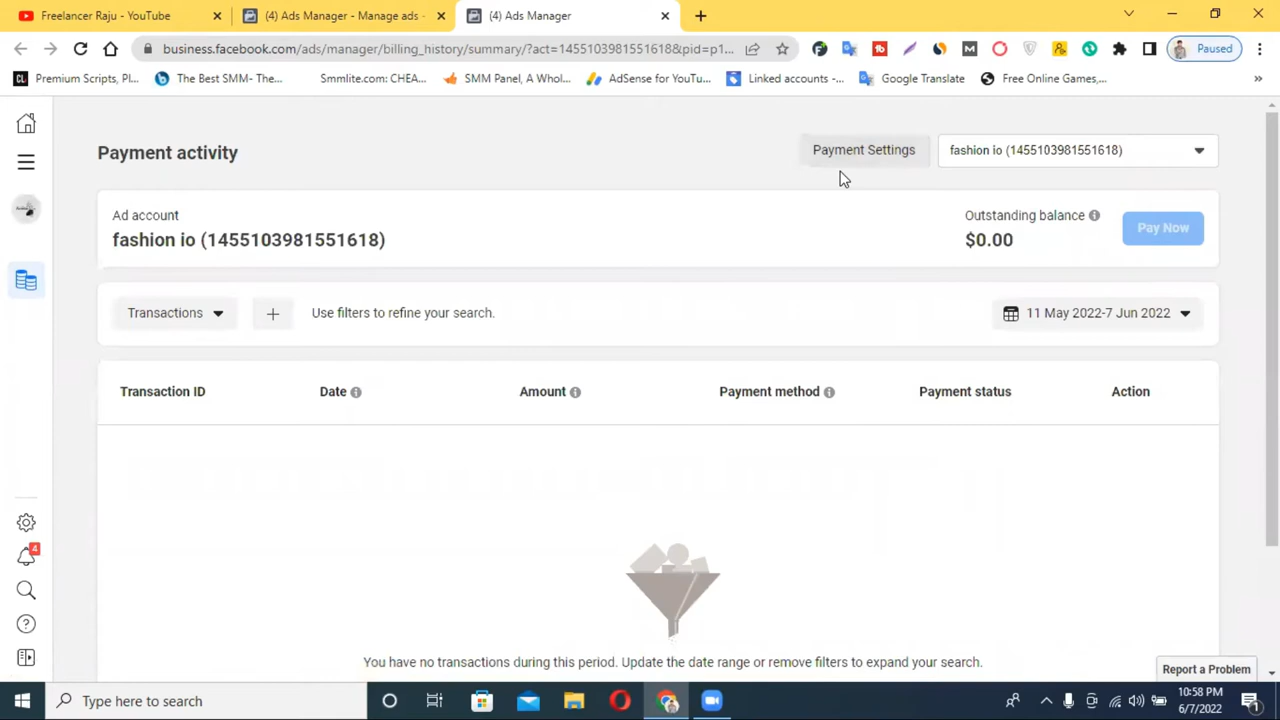 Freelancer Raju - YouTube
(4) Ads Manager - Manage ads -
(4) Ads Manager
business.facebook.com/ads/manager/billing_history/summary/?act=1455103981551618&pid=p1...
Paused
Premium Scripts, Pl...
The Best SMM- The...
Smmlite.com: CHEA...
SMM Panel, A Whol...
AdSense for YouTu...
Linked accounts -...
Google Translate
Free Online Games,...
Payment activity
Payment Settings
fashion io (1455103981551618)
Ad account
Outstanding balance
fashion io (1455103981551618)
$0.00
Pay Now
Transactions
Use filters to refine your search.
11 May 2022-7 Jun 2022
Transaction ID Date Amount Payment method Payment status Action
4
You have no transactions during this period. Update the date range or remove filters to expand your search.
Report a Problem
Type here to search
10:58 PM
6/7/2022
1